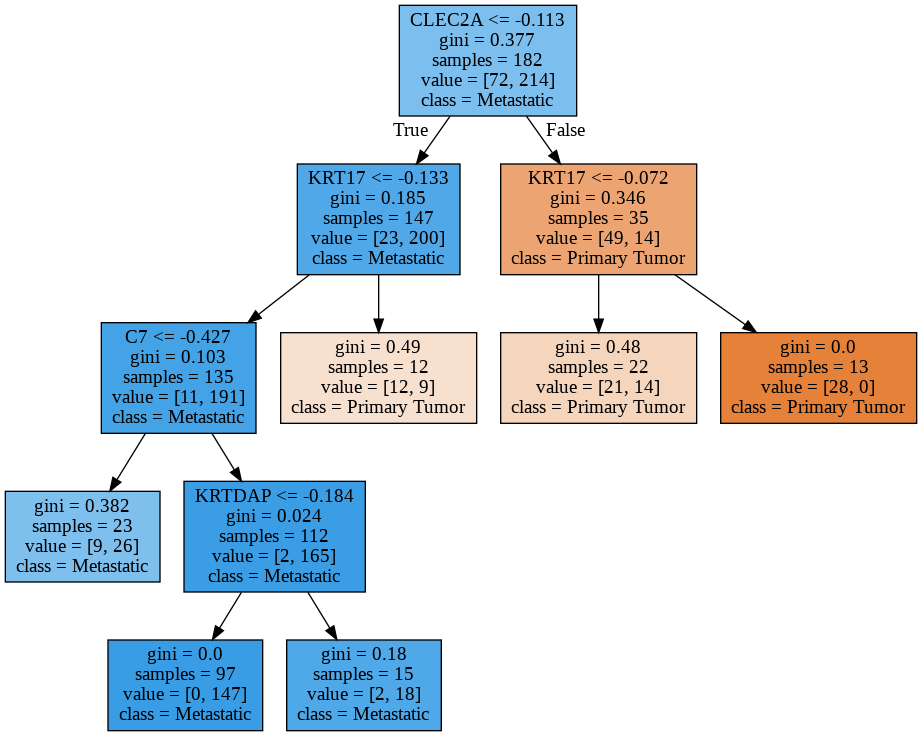 CLEC2A <= -0.113
gini = 0.377
samples = 182
value = [72, 214]
class = Metastatic
True
False
KRT17 <= -0.133
gini = 0.185
samples = 147
value = [23, 200]
class = Metastatic
KRT17 <= -0.072
gini = 0.346
samples = 35
value = [49, 14]
class = Primary Tumor
C7 <= -0.427
gini = 0.103
samples = 135
value = [11, 191]
class = Metastatic
gini = 0.49
samples = 12
value = [12, 9]
class = Primary Tumor
gini = 0.48
samples = 22
value = [21, 14]
class = Primary Tumor
gini = 0.0
samples = 13
value = [28, 0]
class = Primary Tumor
gini = 0.382
samples = 23
value = [9, 26]
class = Metastatic
KRTDAP <= -0.184
gini = 0.024
samples = 112
value = [2, 165]
class = Metastatic
gini = 0.0
samples = 97
value = [0, 147]
class = Metastatic
gini = 0.18
samples = 15
value = [2, 18]
class = Metastatic